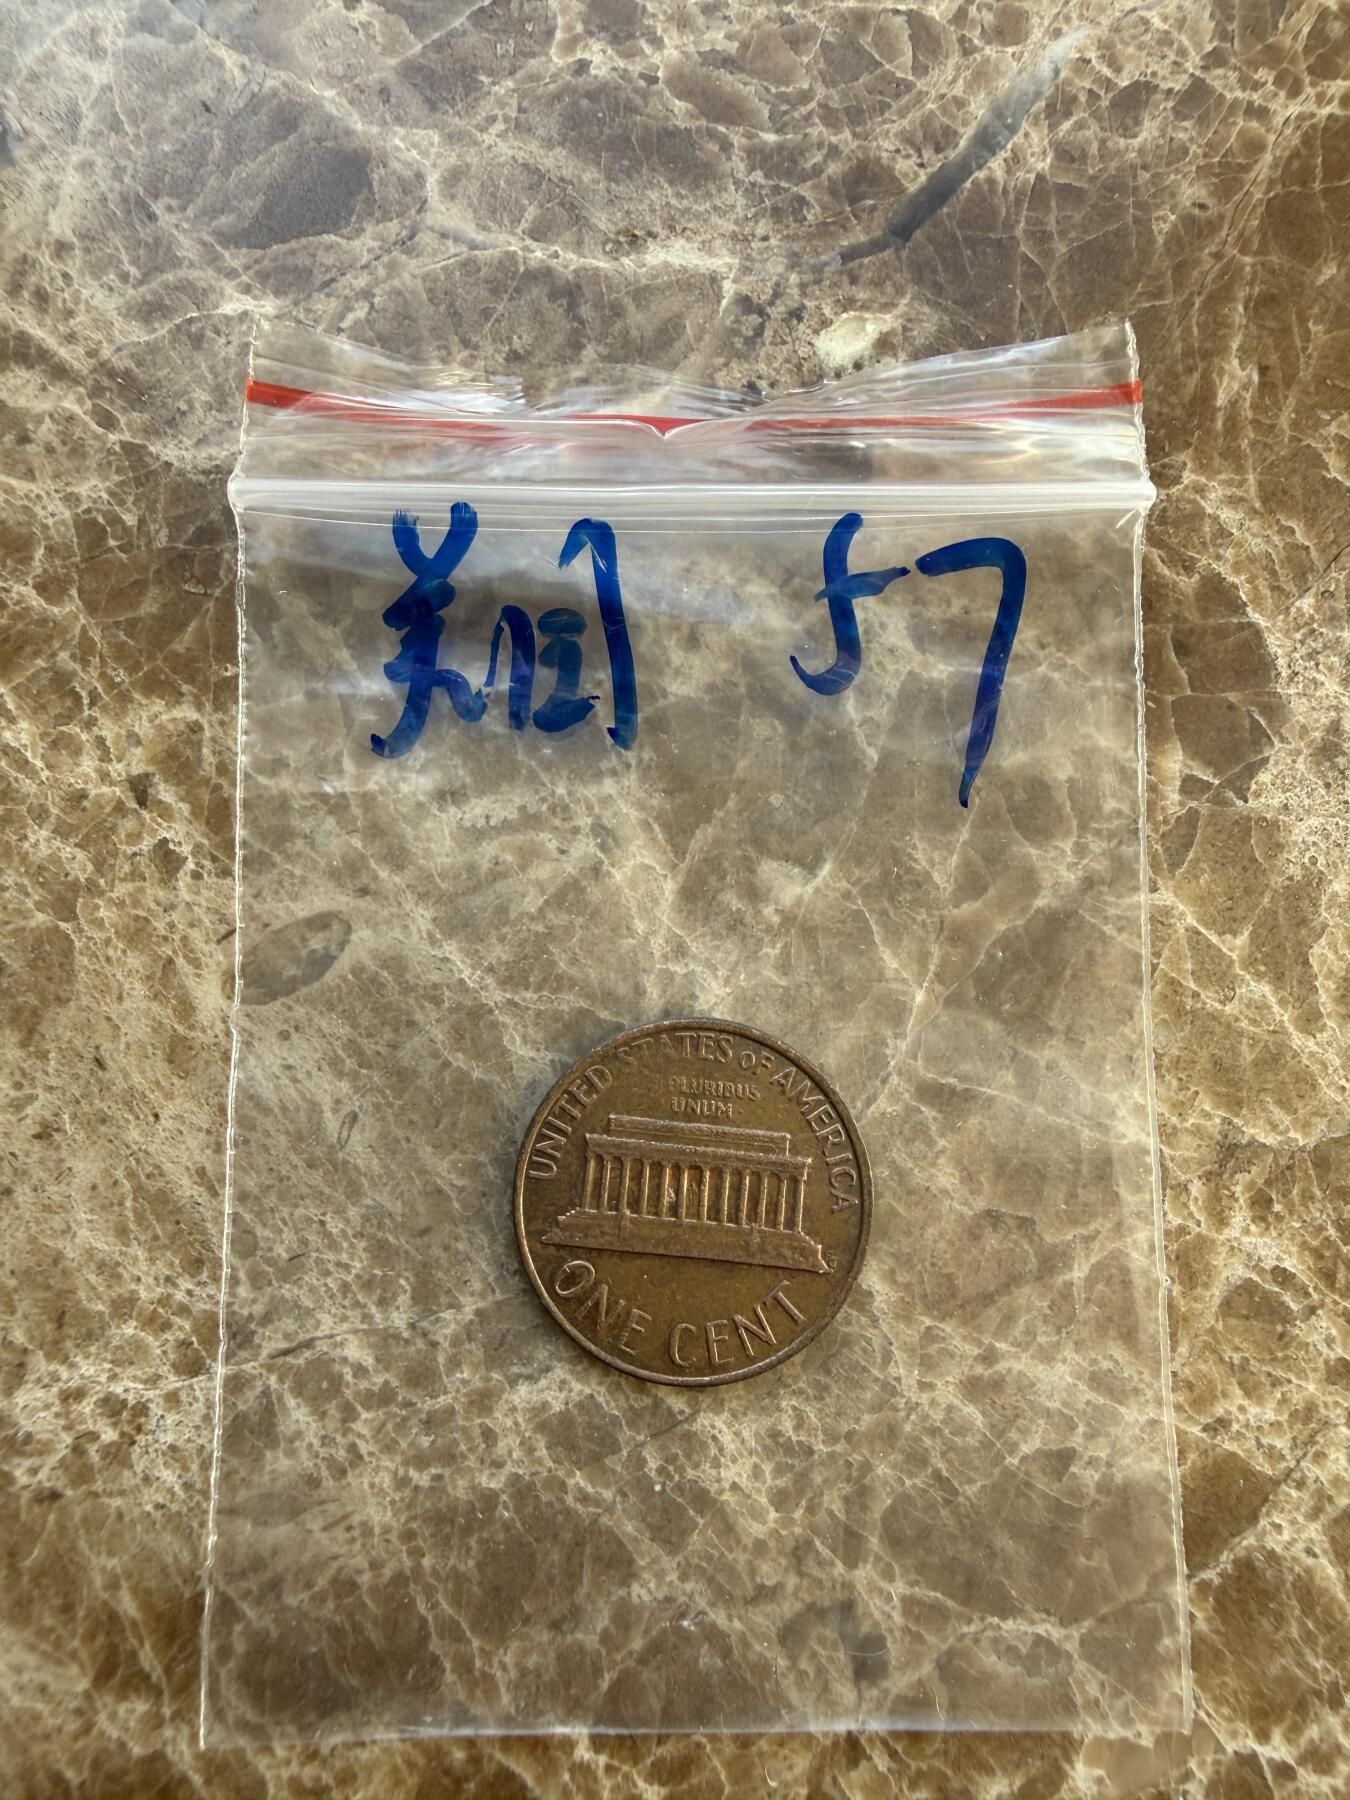 美国 57
UNITED STATES OF AMERICA
E PLURIBUS
UNUM
ONE CENT